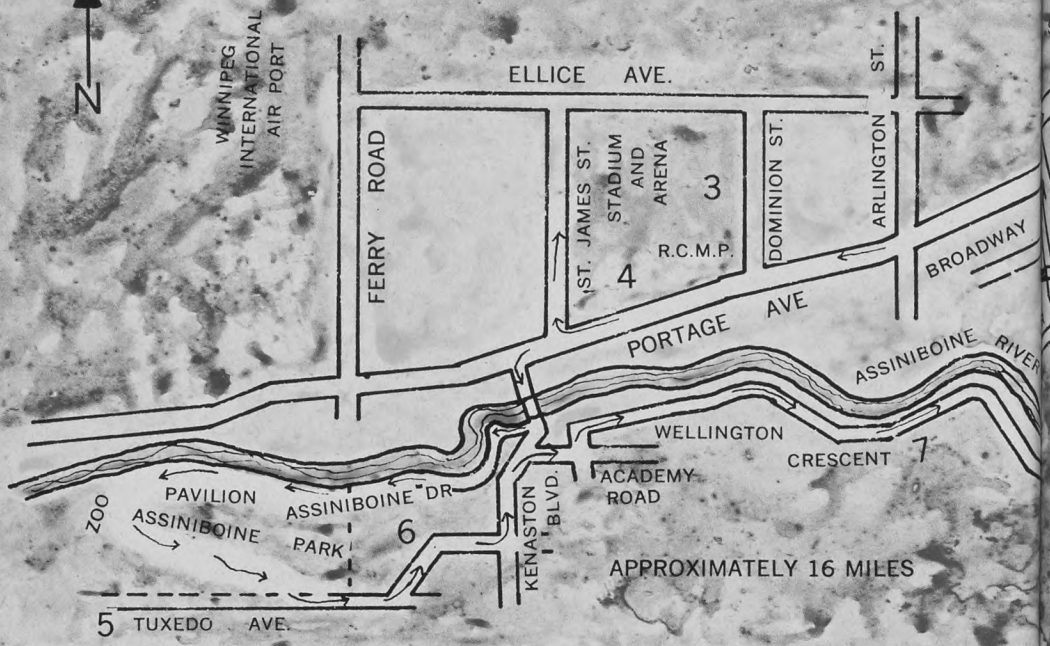 N
WINNIPEG
INTERNATIONAL
AIR PORT
ELLICE AVE.
ARLINGTON ST.
FERRY ROAD
ST. JAMES ST.
STADIUM
AND
ARENA
3
DOMINION ST.
R.C.M.P.
4
BROADWAY
PORTAGE AVE
ASSINIBOINE RIVER
WELLINGTON
CRESCENT
7
ACADEMY
ROAD
KENASTON
BLVD.
ZOO
PAVILION
ASSINIBOINE DR
ASSINIBOINE PARK
6
APPROXIMATELY 16 MILES
5 TUXEDO AVE.